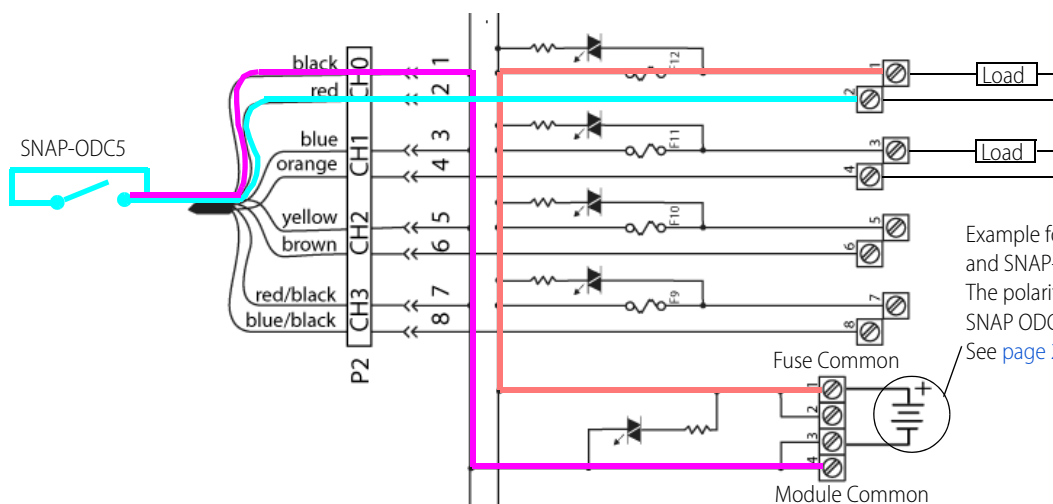 SNAP-ODC5
black
red
blue
orange
yellow
brown
red/black
blue/black
CH0
CH1
CH2
CH3
P2
1
2
3
4
5
6
7
8
F12
F11
F10
F9
1
2
3
4
5
6
7
8
Load
Load
Example fo
and SNAP-
The polarit
SNAP ODC
See page 2
Fuse Common
1
2
3
4
+
Module Common